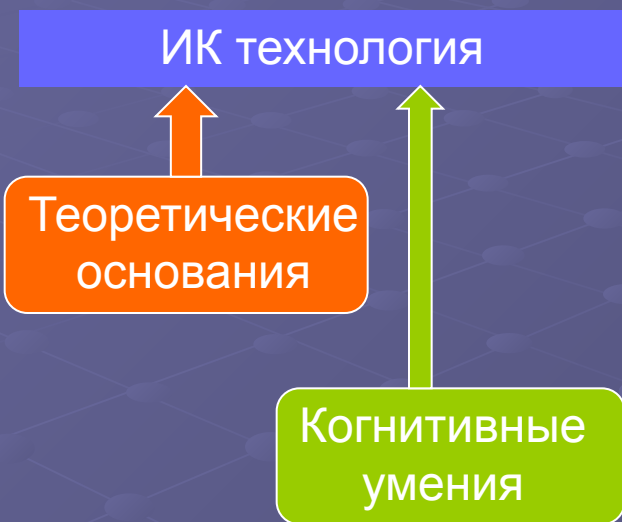 ИК технология
Теоретические
основания
Когнитивные
умения